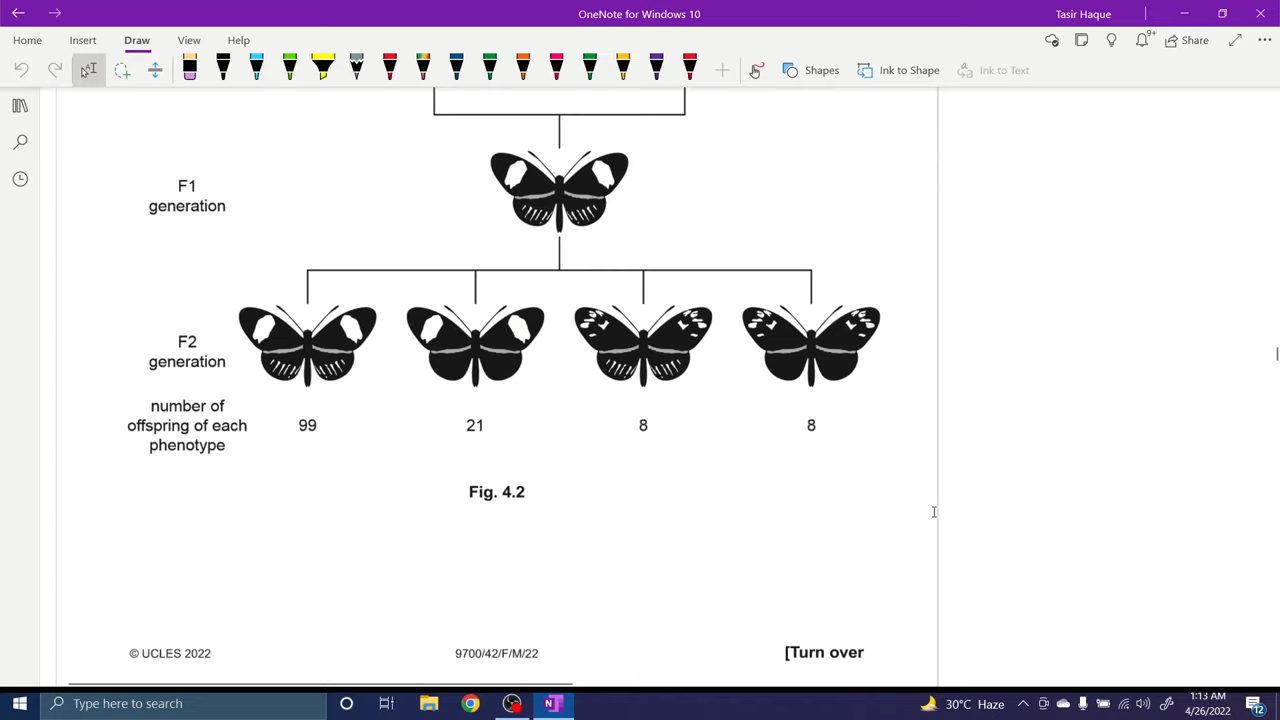 OneNote for Windows 10
Tasir Haque
Home Insert Draw View Help
9+
Share
Shapes
Ink to Shape
Ink to Text
F1
generation
F2
generation
number of
offspring of each
phenotype
99 21 8 8
Fig. 4.2
© UCLES 2022 9700/42/F/M/22 [Turn over
Type here to search
30°C Haze
1:13 AM
4/26/2022
12